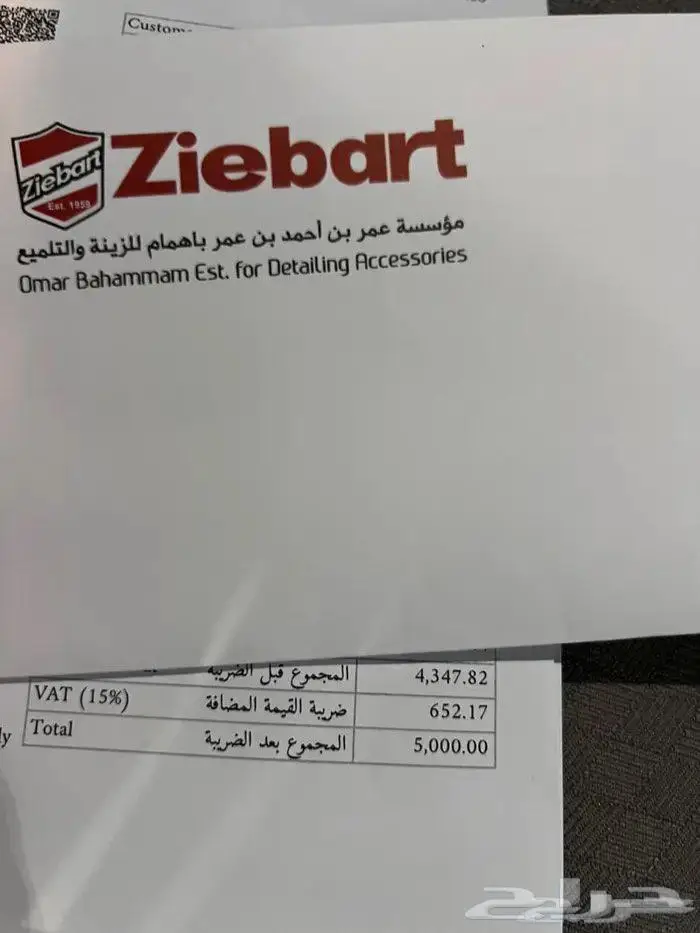 Custom
Ziebart
Ziebart
Est. 1959
مؤسسة عمر بن أحمد بن عمر باهمام للزينة والتلميع
Omar Bahammam Est. for Detailing Accessories
المجموع قبل الضريبة 4,347.82
VAT (15%) ضريبة القيمة المضافة 652.17
ly
Total المجموع بعد الضريبة 5,000.00
حراج